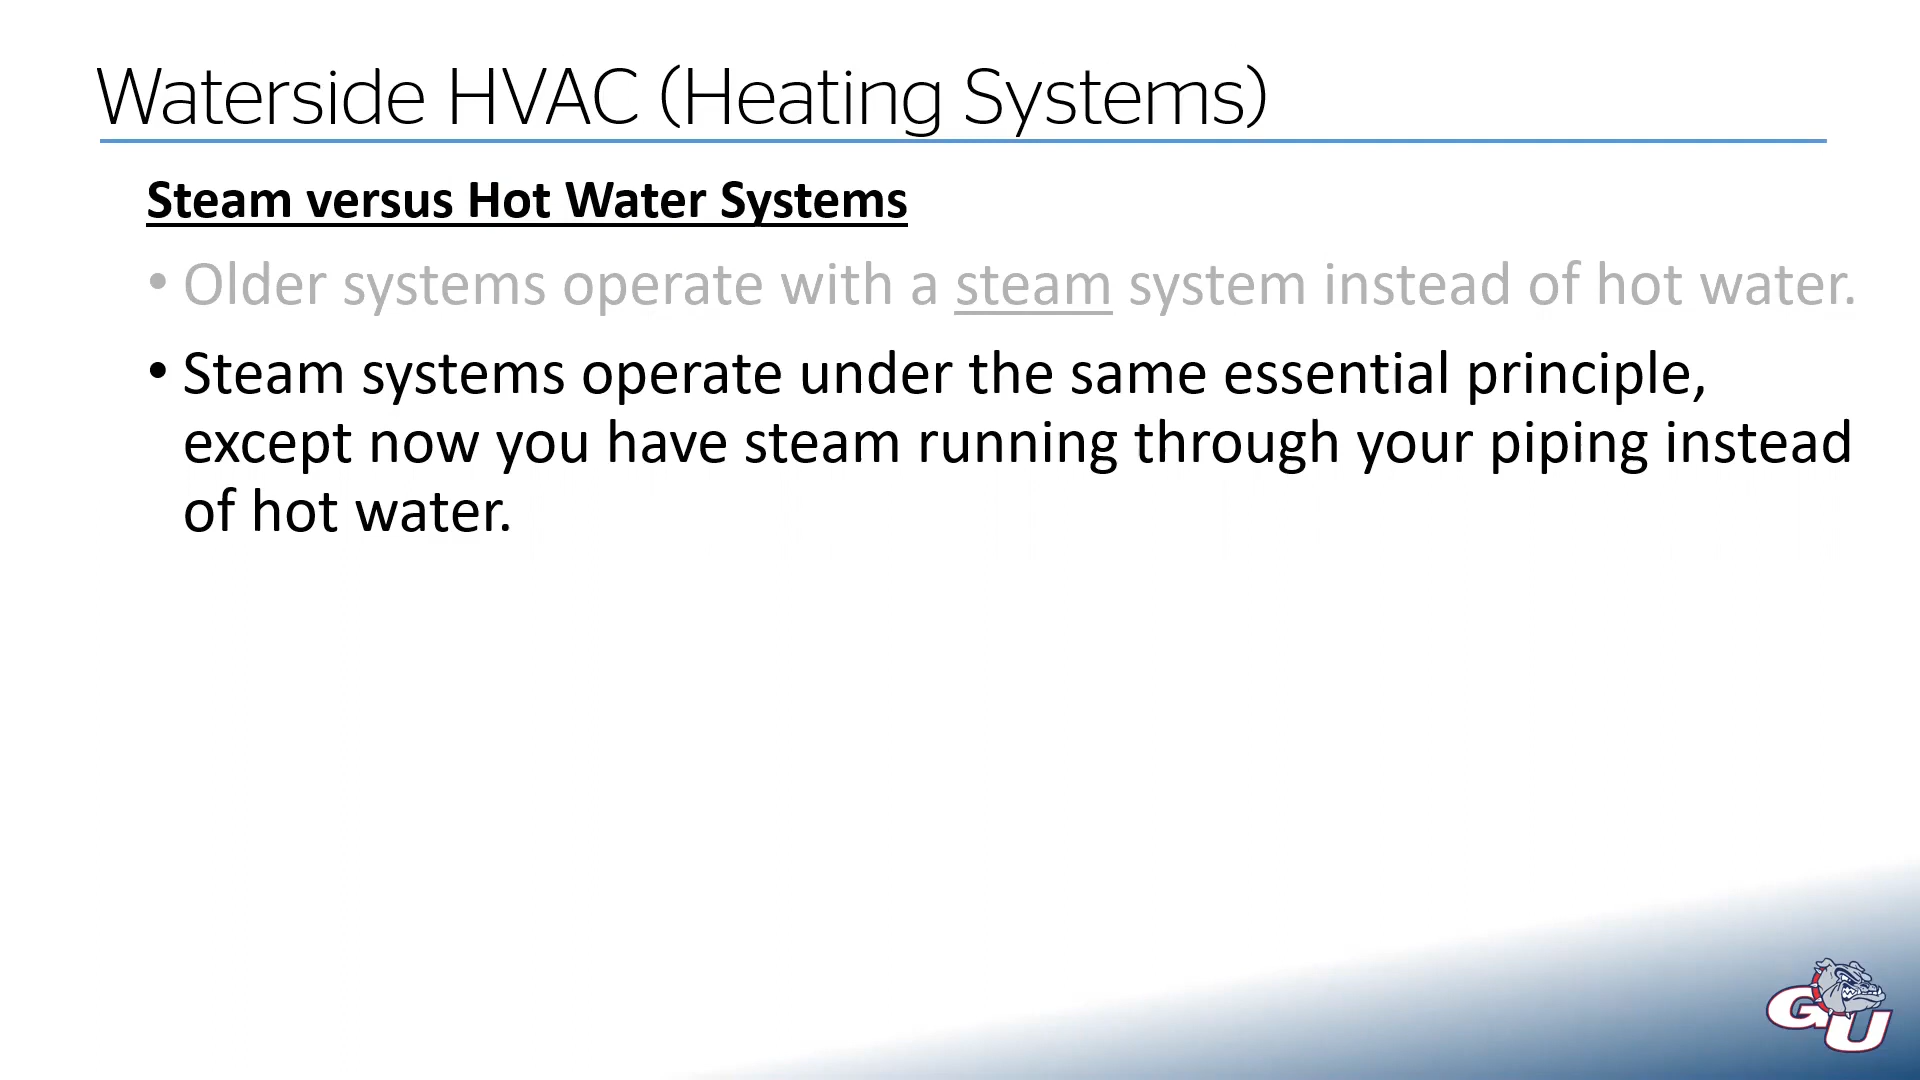 Waterside HVAC (Heating Systems)
Steam versus Hot Water Systems
• Older systems operate with a steam system instead of hot water.
• Steam systems operate under the same essential principle,
except now you have steam running through your piping instead
of hot water.
GU